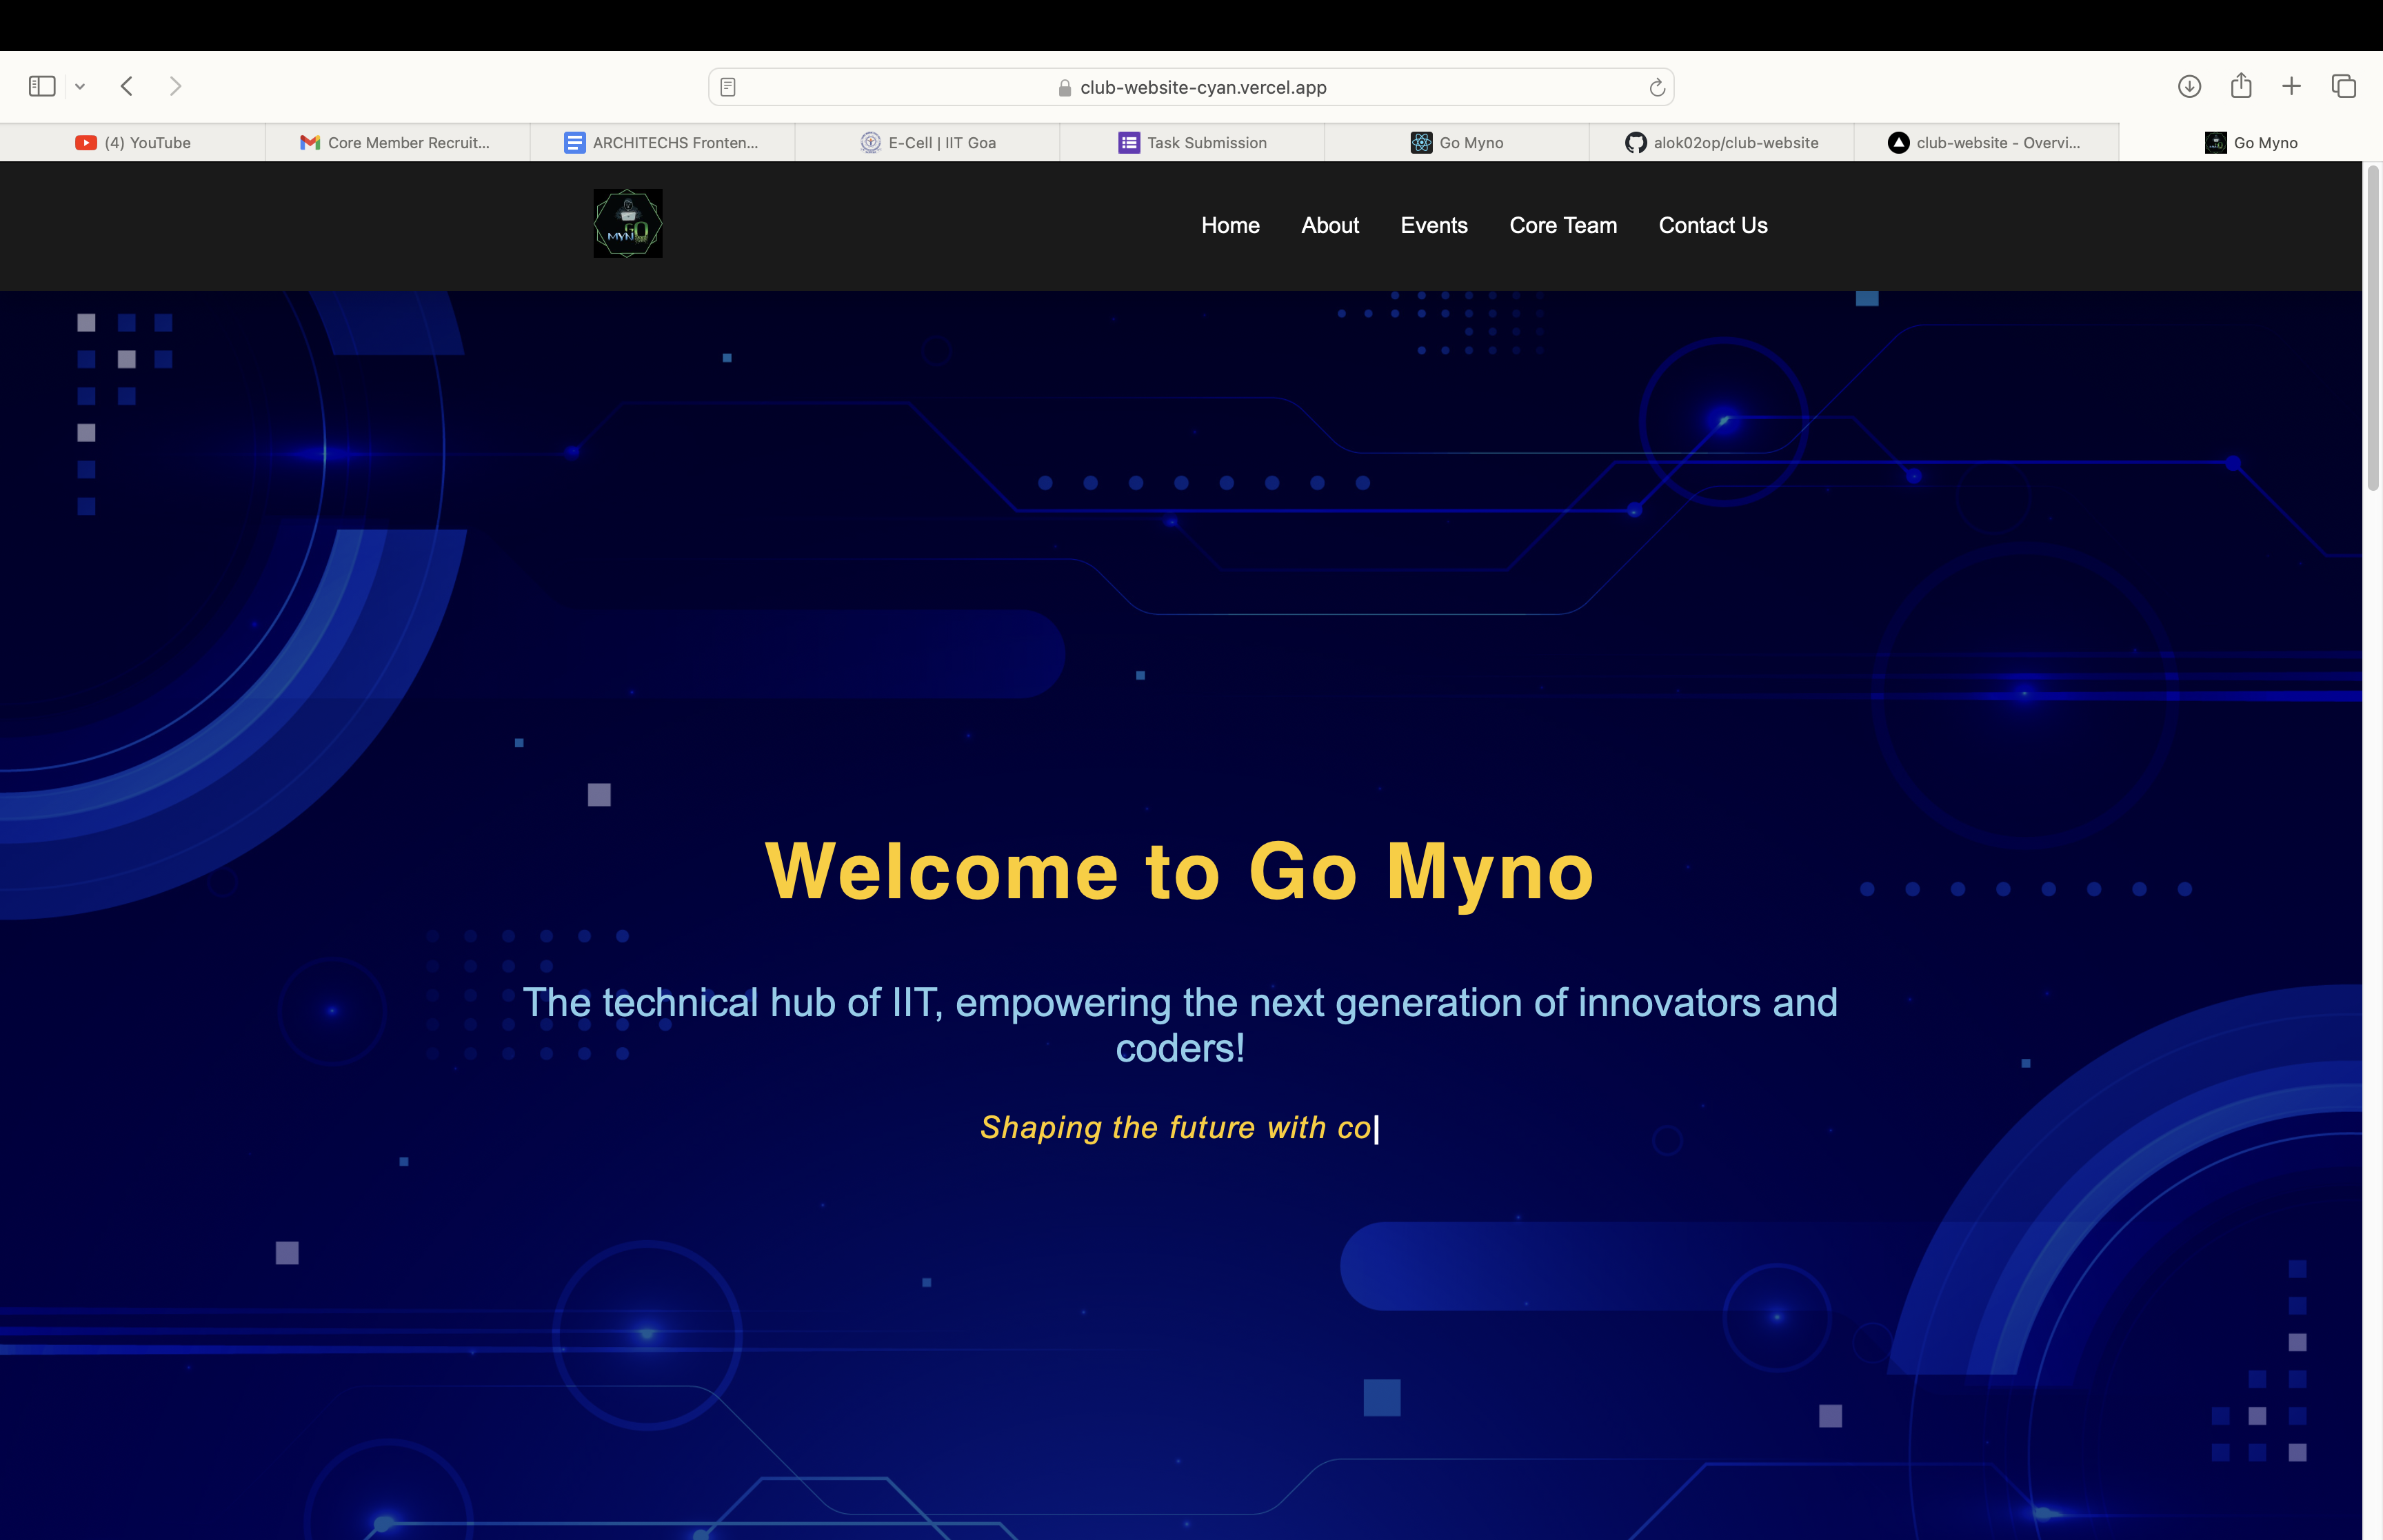 club-website-cyan.vercel.app
(4) YouTube
Core Member Recruit...
ARCHITECHS Fronten...
E-Cell | IIT Goa
Task Submission
Go Myno
alok02op/club-website
club-website - Overvi...
Go Myno
MYNO GO
Home
About
Events
Core Team
Contact Us
Welcome to Go Myno
The technical hub of IIT, empowering the next generation of innovators and
coders!
Shaping the future with co|